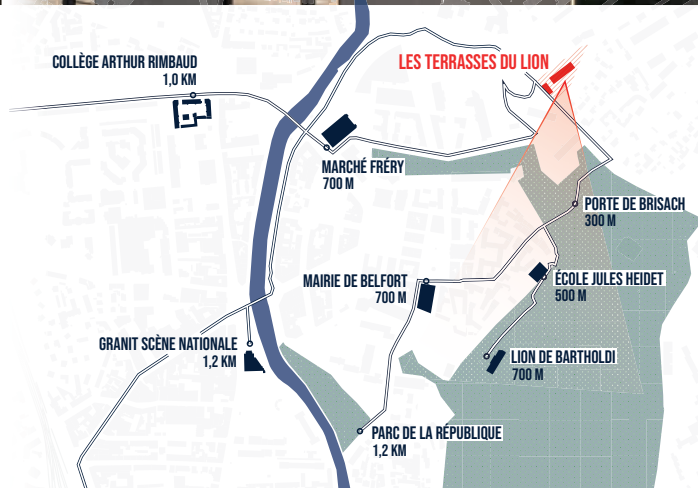 COLLÈGE ARTHUR RIMBAUD
1,0 KM
LES TERRASSES DU LION
MARCHÉ FRÉRY
700 M
PORTE DE BRISACH
300 M
MAIRIE DE BELFORT
700 M
ÉCOLE JULES HEIDET
500 M
GRANIT SCÈNE NATIONALE
1,2 KM
LION DE BARTHOLDI
700 M
PARC DE LA RÉPUBLIQUE
1,2 KM